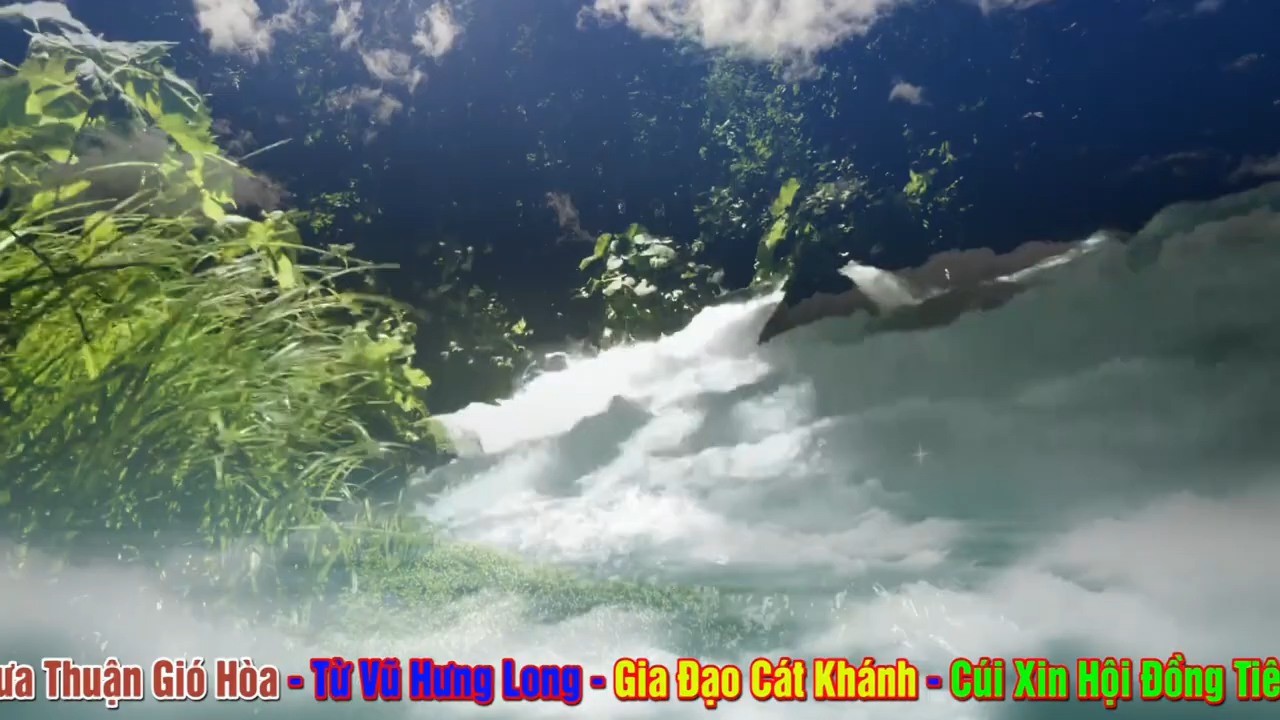 ưa Thuận Gió Hòa - Từ Vũ Hưng Long - Gia Đạo Cát Khánh - Cúi Xin Hội Đồng Tiê